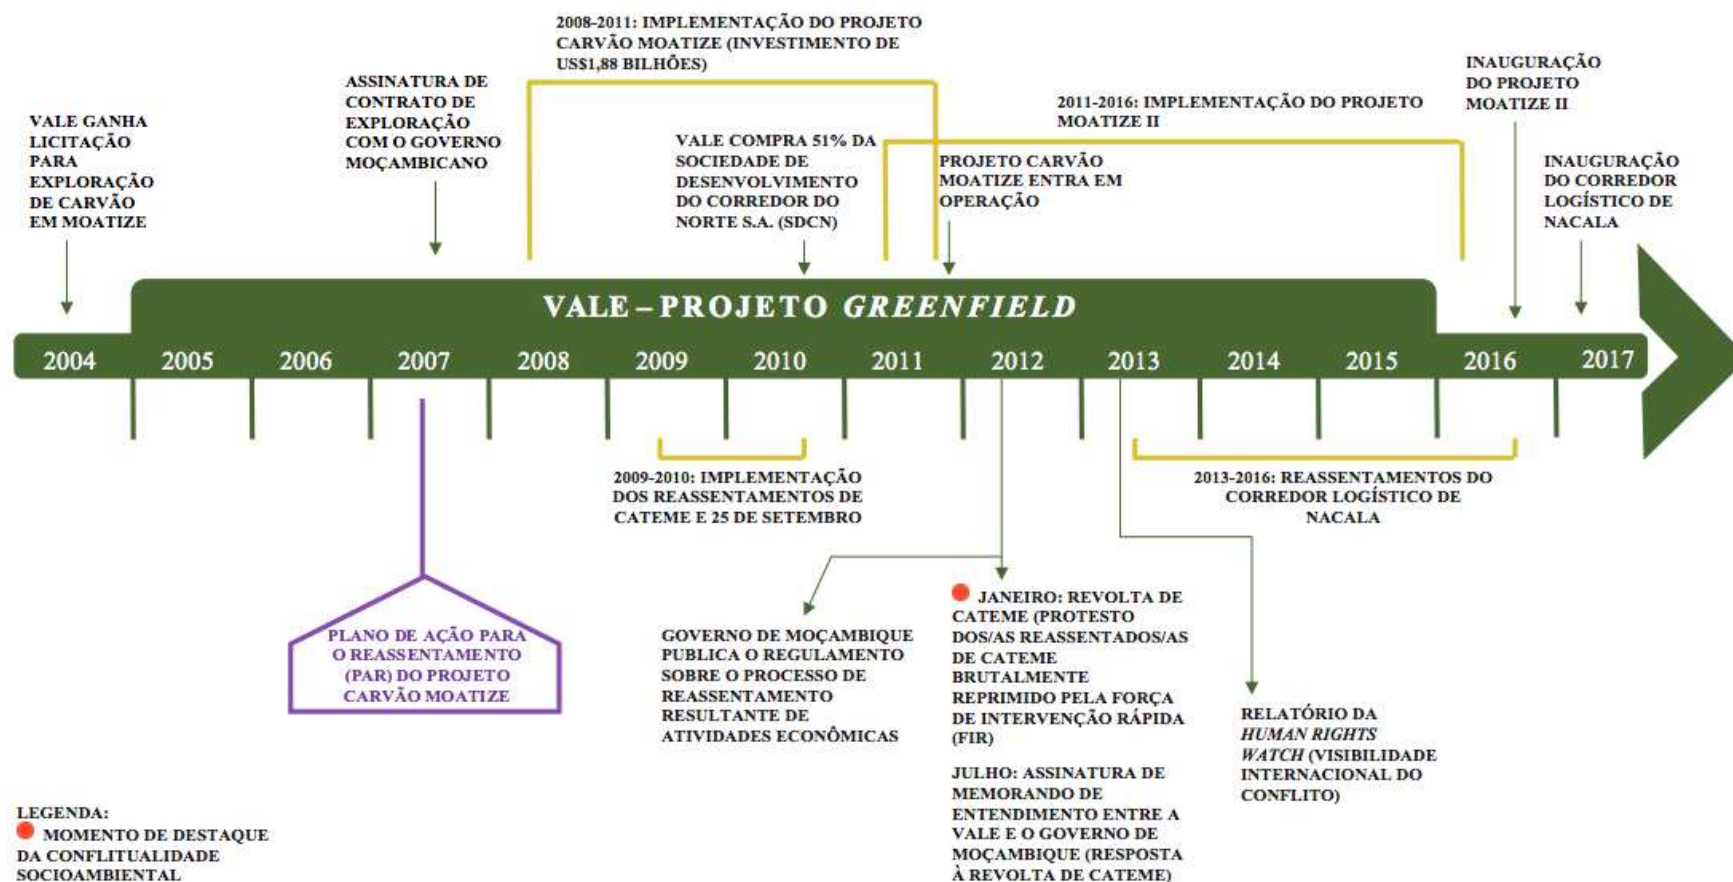 2008-2011: IMPLEMENTAÇÃO DO PROJETO
CARVÃO MOATIZE (INVESTIMENTO DE
US$1,88 BILHÕES)
VALE GANHA
LICITAÇÃO
PARA
EXPLORAÇÃO
DE CARVÃO
EM MOATIZE
ASSINATURA DE
CONTRATO DE
EXPLORAÇÃO
COM O GOVERNO
MOÇAMBICANO
VALE COMPRA 51% DA
SOCIEDADE DE
DESENVOLVIMENTO
DO CORREDOR DO
NORTE S.A. (SDCN)
2011-2016: IMPLEMENTAÇÃO DO PROJETO
MOATIZE II
PROJETO CARVÃO
MOATIZE ENTRA EM
OPERAÇÃO
INAUGURAÇÃO
DO PROJETO
MOATIZE II
INAUGURAÇÃO
DO CORREDOR
LOGÍSTICO DE
NACALA
VALE – PROJETO GREENFIELD
2004 2005 2006 2007 2008 2009 2010 2011 2012 2013 2014 2015 2016 2017
2009-2010: IMPLEMENTAÇÃO
DOS REASSENTAMENTOS DE
CATEME E 25 DE SETEMBRO
2013-2016: REASSENTAMENTOS DO
CORREDOR LOGÍSTICO DE
NACALA
PLANO DE AÇÃO PARA
O REASSENTAMENTO
(PAR) DO PROJETO
CARVÃO MOATIZE
GOVERNO DE MOÇAMBIQUE
PUBLICA O REGULAMENTO
SOBRE O PROCESSO DE
REASSENTAMENTO
RESULTANTE DE
ATIVIDADES ECONÔMICAS
JANEIRO: REVOLTA DE
CATEME (PROTESTO
DOS/AS REASSENTADOS/AS
DE CATEME
BRUTALMENTE
REPRIMIDO PELA FORÇA
DE INTERVENÇÃO RÁPIDA
(FIR)
JULHO: ASSINATURA DE
MEMORANDO DE
ENTENDIMENTO ENTRE A
VALE E O GOVERNO DE
MOÇAMBIQUE (RESPOSTA
À REVOLTA DE CATEME)
RELATÓRIO DA
HUMAN RIGHTS
WATCH (VISIBILIDADE
INTERNACIONAL DO
CONFLITO)
LEGENDA:
MOMENTO DE DESTAQUE
DA CONFLITUALIDADE
SOCIOAMBIENTAL